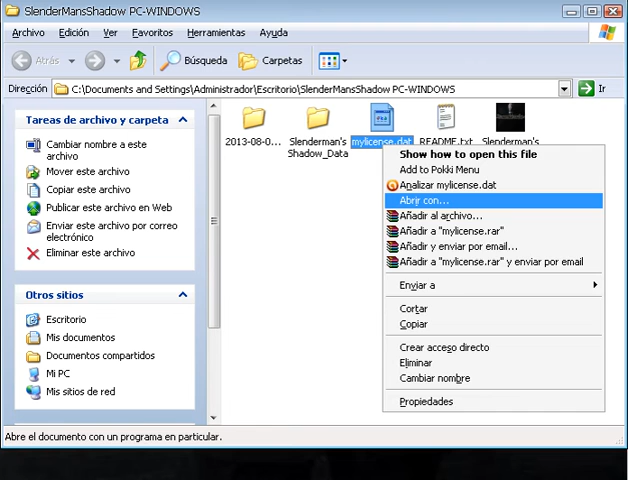 SlenderMansShadow PC-WINDOWS
Archivo Edición Ver Favoritos Herramientas Ayuda
Atrás Búsqueda Carpetas
Dirección C:\Documents and Settings\Administrador\Escritorio\SlenderMansShadow PC-WINDOWS Ir
Tareas de archivo y carpeta
Cambiar nombre a este
archivo
Mover este archivo
Copiar este archivo
Publicar este archivo en Web
Enviar este archivo por correo
electrónico
Eliminar este archivo
Otros sitios
Escritorio
Mis documentos
Documentos compartidos
Mi PC
Mis sitios de red
2013-08-0...
Slenderman's
Shadow_Data
mylicense.dat
README.txt
Slenderman's
Show how to open this file
Add to Pokki Menu
Analizar mylicense.dat
Abrir con...
Añadir al archivo...
Añadir a "mylicense.rar"
Añadir y enviar por email...
Añadir a "mylicense.rar" y enviar por email
Enviar a
Cortar
Copiar
Crear acceso directo
Eliminar
Cambiar nombre
Propiedades
Abre el documento con un programa en particular.